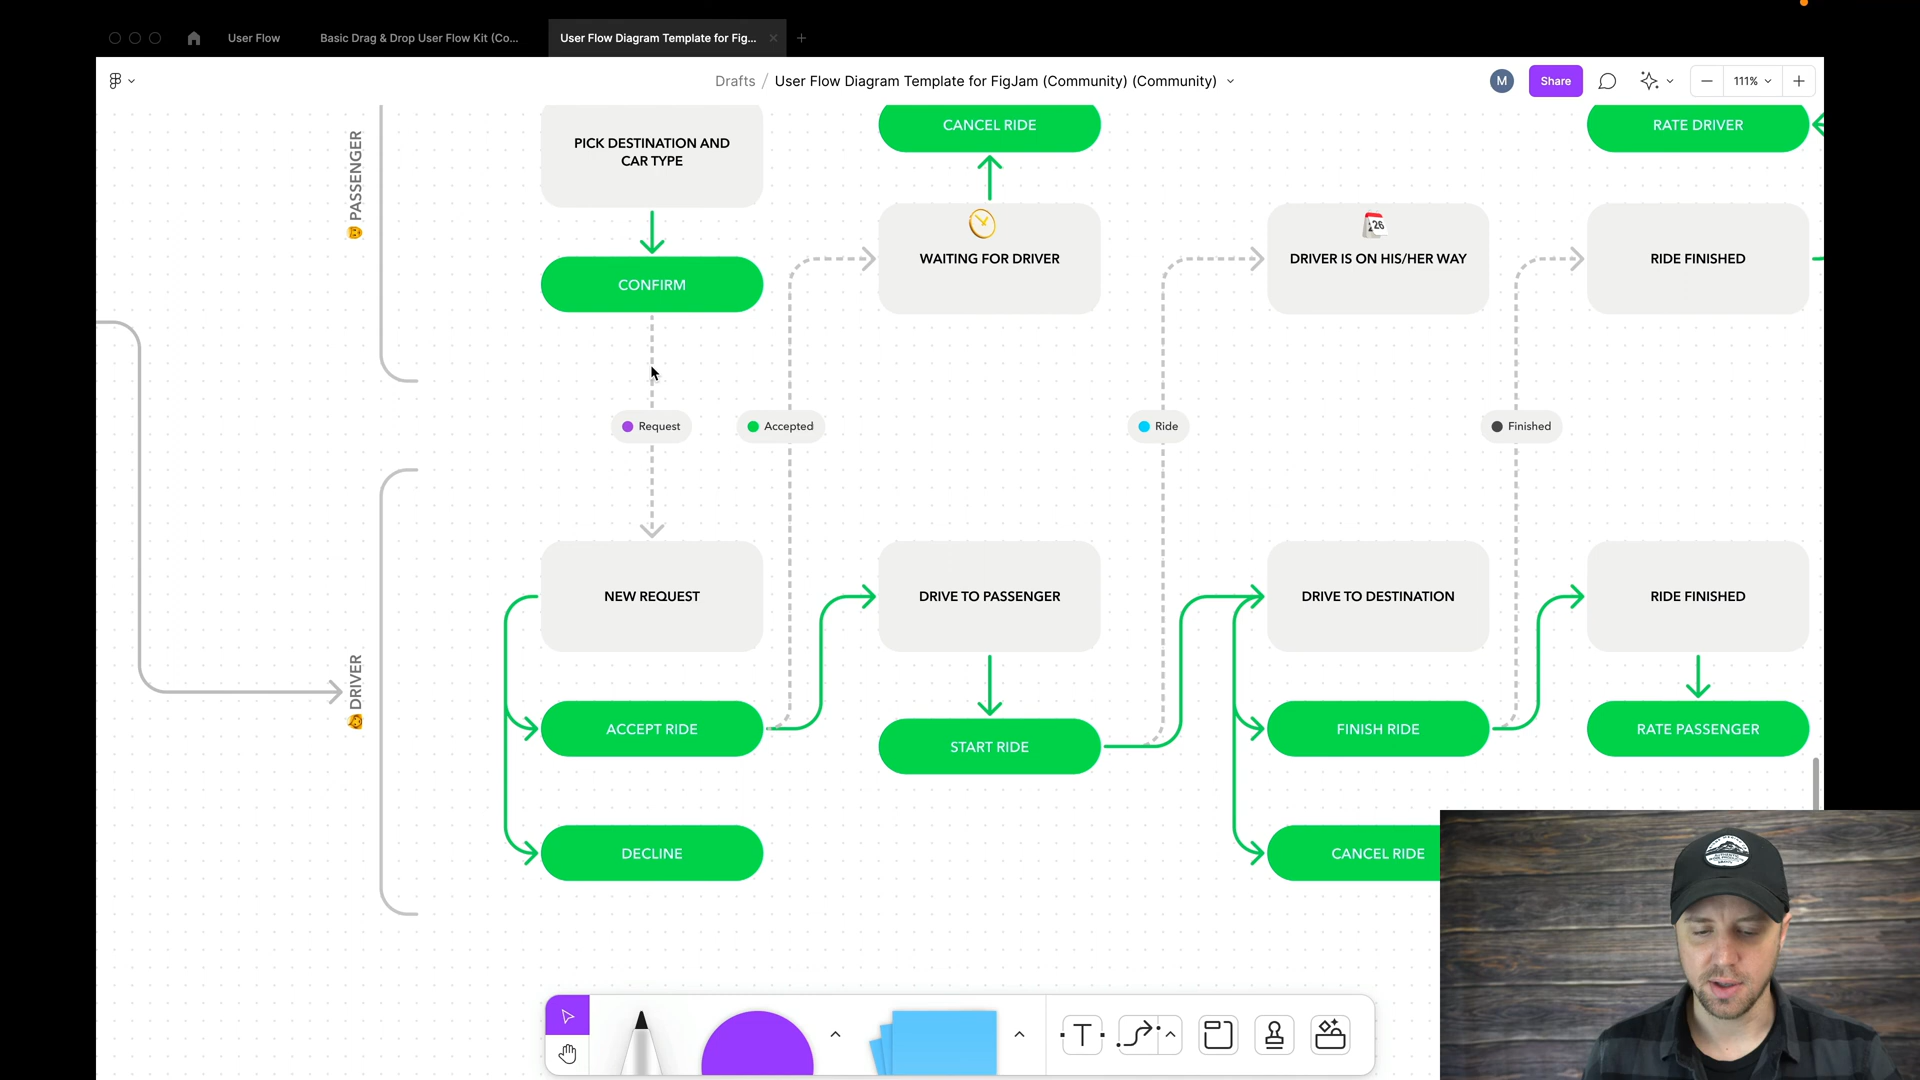 User Flow
Basic Drag & Drop User Flow Kit (Co...
User Flow Diagram Template for Fig...
Drafts / User Flow Diagram Template for FigJam (Community) (Community)
M
Share
111%
PASSENGER
PICK DESTINATION AND
CAR TYPE
CANCEL RIDE
RATE DRIVER
CONFIRM
WAITING FOR DRIVER
26
DRIVER IS ON HIS/HER WAY
RIDE FINISHED
Request
Accepted
Ride
Finished
DRIVER
NEW REQUEST
DRIVE TO PASSENGER
DRIVE TO DESTINATION
RIDE FINISHED
ACCEPT RIDE
START RIDE
FINISH RIDE
RATE PASSENGER
DECLINE
CANCEL RIDE
T